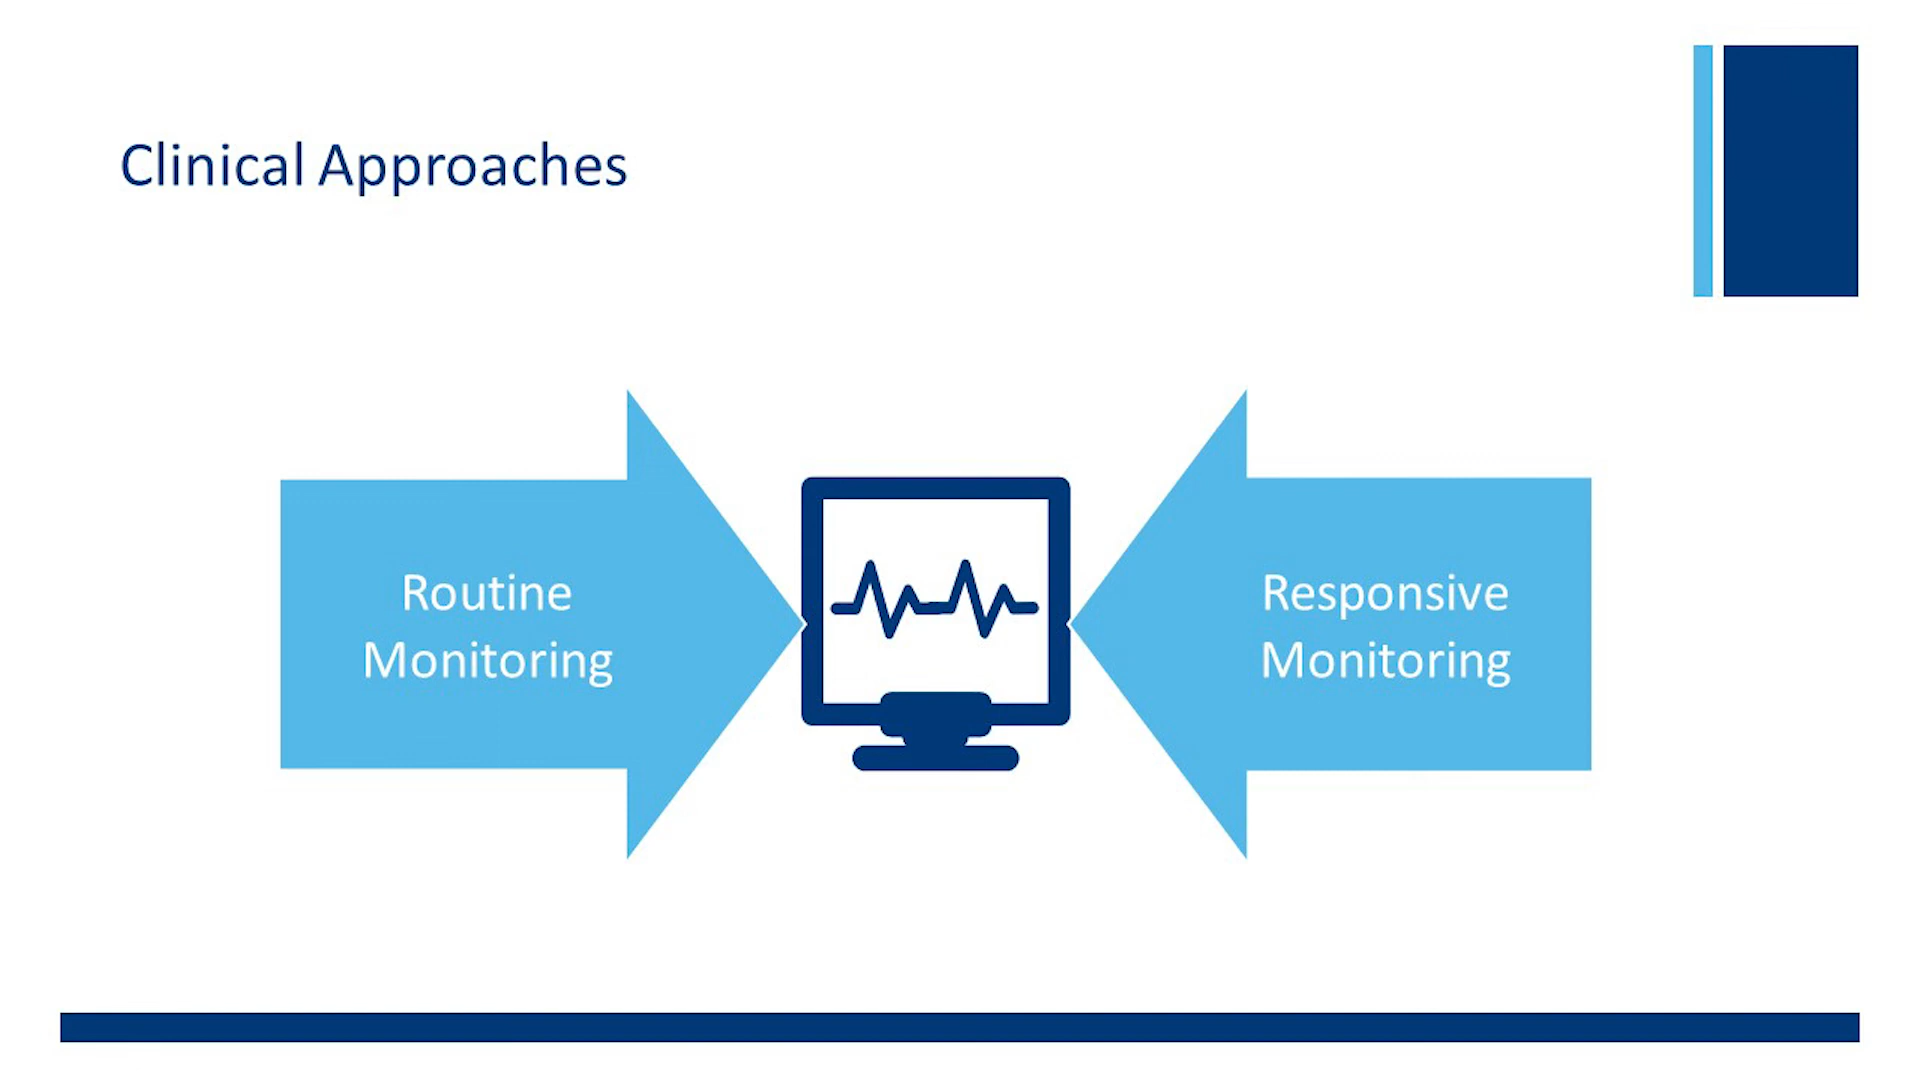 Clinical Approaches
Routine
Monitoring
Responsive
Monitoring